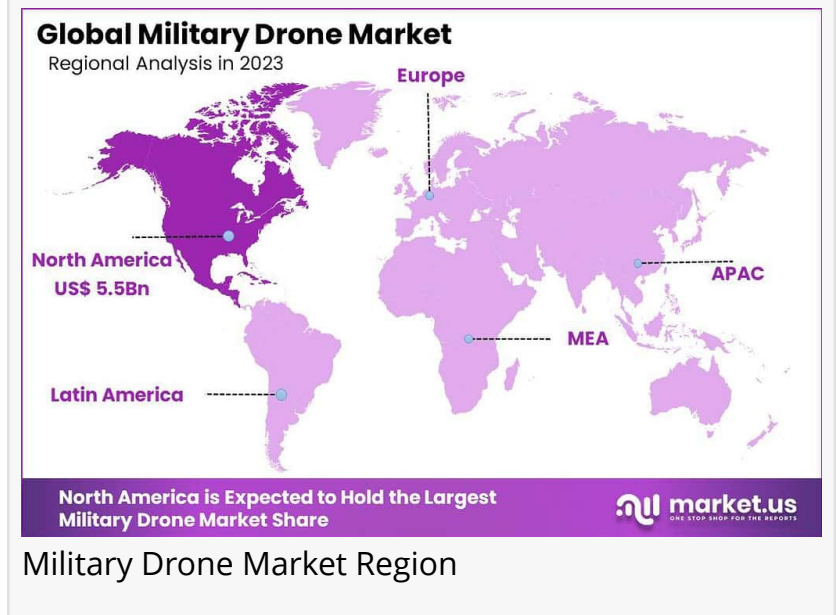 Global Military Drone Market
Regional Analysis in 2023
Europe
North America
US$ 5.5Bn
APAC
MEA
Latin America
North America is Expected to Hold the Largest
Military Drone Market Share
market.us
ONE STOP SHOP FOR THE REPORTS
Military Drone Market Region